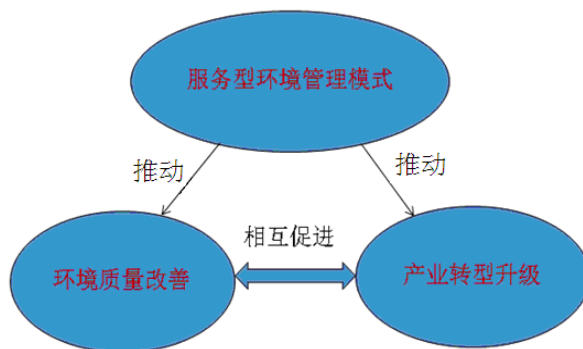 服务型环境管理模式
推动
推动
相互促进
环境质量改善
产业转型升级